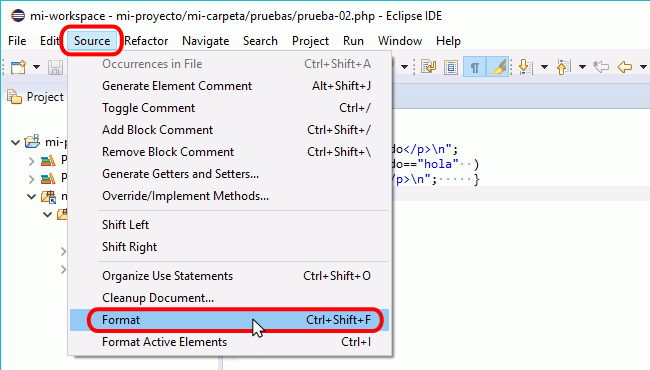 mi-workspace - mi-proyecto/mi-carpeta/pruebas/prueba-02.php - Eclipse IDE
File Edit Source Refactor Navigate Search Project Run Window Help
Occurrences in File Ctrl+Shift+A
Generate Element Comment Alt+Shift+J
Project
Toggle Comment Ctrl+/
Add Block Comment Ctrl+Shift+/
mi-p
Remove Block Comment Ctrl+Shift+\
do</p>\n";
P
do=="hola"··)
Generate Getters and Setters...
P
/p>\n";·····}
Override/Implement Methods...
Shift Left
Shift Right
Organize Use Statements Ctrl+Shift+O
Cleanup Document...
Format Ctrl+Shift+F
Format Active Elements Ctrl+I